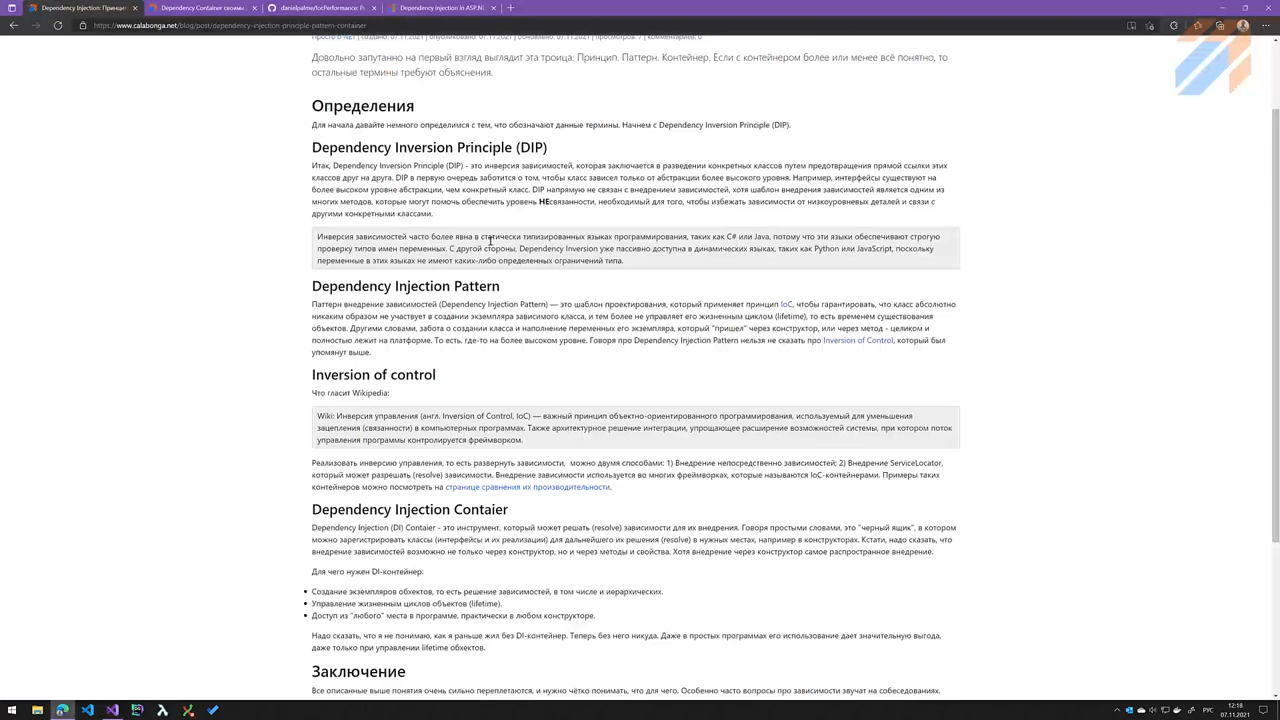 Dependency Injection: Принцип
Dependency Container своими
danielpalme/IocPerformance: Pe
Dependency injection in ASP.NE
https://www.calabonga.net/blog/post/dependency-injection-principle-pattern-container
Просто о NET | создано: 07.11.2021 | опубликовано: 07.11.2021 | обновлено: 07.11.2021 | просмотров: 7 | комментариев: 0
Довольно запутанно на первый взгляд выглядит эта троица: Принцип. Паттерн. Контейнер. Если с контейнером более или менее всё понятно, то
остальные термины требуют объяснения.
Определения
Для начала давайте немного определимся с тем, что обозначают данные термины. Начнем с Dependency Inversion Principle (DIP).
Dependency Inversion Principle (DIP)
Итак, Dependency Inversion Principle (DIP) - это инверсия зависимостей, которая заключается в разведении конкретных классов путем предотвращения прямой ссылки этих
классов друг на друга. DIP в первую очередь заботится о том, чтобы класс зависел только от абстракции более высокого уровня. Например, интерфейсы существуют на
более высоком уровне абстракции, чем конкретный класс. DIP напрямую не связан с внедрением зависимостей, хотя шаблон внедрения зависимостей является одним из
многих методов, которые могут помочь обеспечить уровень НЕсвязанности, необходимый для того, чтобы избежать зависимости от низкоуровневых деталей и связи с
другими конкретными классами.
Инверсия зависимостей часто более явна в статически типизированных языках программирования, таких как C# или Java, потому что эти языки обеспечивают строгую
проверку типов имен переменных. С другой стороны, Dependency Inversion уже пассивно доступна в динамических языках, таких как Python или JavaScript, поскольку
переменные в этих языках не имеют каких-либо определенных ограничений типа.
Dependency Injection Pattern
Паттерн внедрение зависимостей (Dependency Injection Pattern) — это шаблон проектирования, который применяет принцип IoC, чтобы гарантировать, что класс абсолютно
никаким образом не участвует в создании экземпляра зависимого класса, и тем более не управляет его жизненным циклом (lifetime), то есть временем существования
объектов. Другими словами, забота о создании класса и наполнение переменных его экземпляра, который "пришел" через конструктор, или через метод - целиком и
полностью лежит на платформе. То есть, где-то на более высоком уровне. Говоря про Dependency Injection Pattern нельзя не сказать про Inversion of Control, который был
упомянут выше.
Inversion of control
Что гласит Wikipedia:
Wiki: Инверсия управления (англ. Inversion of Control, IoC) — важный принцип объектно-ориентированного программирования, используемый для уменьшения
зацепления (связанности) в компьютерных программах. Также архитектурное решение интеграции, упрощающее расширение возможностей системы, при котором поток
управления программы контролируется фреймворком.
Реализовать инверсию управления, то есть развернуть зависимости, можно двумя способами: 1) Внедрение непосредственно зависимостей; 2) Внедрение ServiceLocator,
который может разрешать (resolve) зависимости. Внедрение зависимости используется во многих фреймворках, которые называются IoC-контейнерами. Примеры таких
контейнеров можно посмотреть на странице сравнения их производительности.
Dependency Injection Contaier
Dependency Injection (DI) Contaier - это инструмент, который может решать (resolve) зависимости для их внедрения. Говоря простыми словами, это "черный ящик", в котором
можно зарегистрировать классы (интерфейсы и их реализации) для дальнейшего их решения (resolve) в нужных местах, например в конструкторах. Кстати, надо сказать, что
внедрение зависимостей возможно не только через конструктор, но и через методы и свойства. Хотя внедрение через конструктор самое распространное внедрение.
Для чего нужен DI-контейнер:
Создание экземпляров обхектов, то есть решение зависимостей, в том числе и иерархических.
Управление жизненным циклов объектов (lifetime).
Доступ из "любого" места в программе, практически в любом конструкторе.
Надо сказать, что я не понимаю, как я раньше жил без DI-контейнер. Теперь без него никуда. Даже в простых программах его использование дает значительную выгода,
даже только при управлении lifetime обхектов.
Заключение
Все описанные выше понятия очень сильно переплетаются, и нужно чётко понимать, что для чего. Особенно часто вопросы про зависимости звучат на собеседованиях.
РУС
12:18
07.11.2021